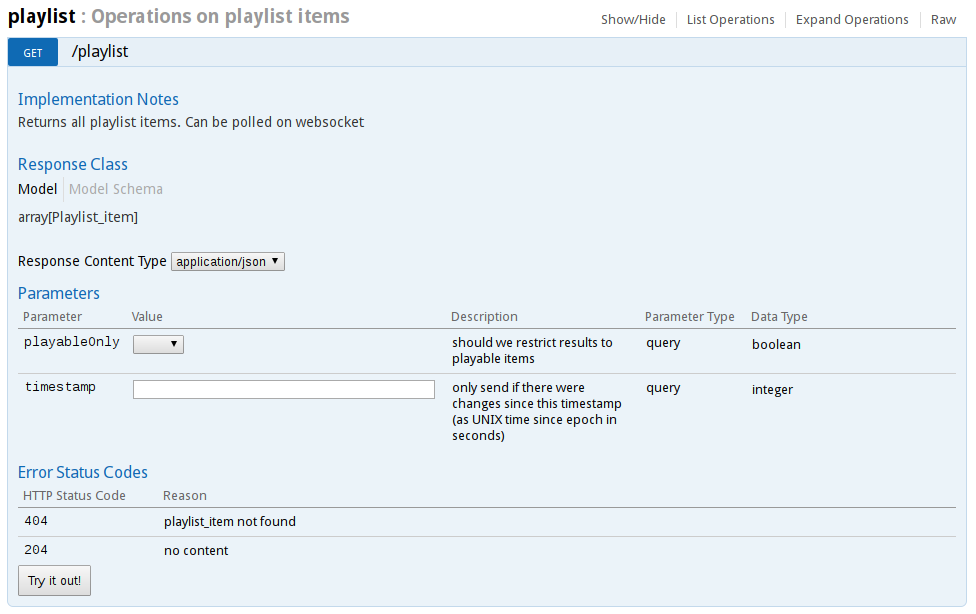 playlist : Operations on playlist items
Show/Hide List Operations Expand Operations Raw
GET /playlist
Implementation Notes
Returns all playlist items. Can be polled on websocket
Response Class
Model Model Schema
array[Playlist_item]
Response Content Type application/json
Parameters
Parameter Value Description Parameter Type Data Type
playableOnly should we restrict results to query boolean
playable items
timestamp only send if there were query integer
changes since this timestamp
(as UNIX time since epoch in
seconds)
Error Status Codes
HTTP Status Code Reason
404 playlist_item not found
204 no content
Try it out!